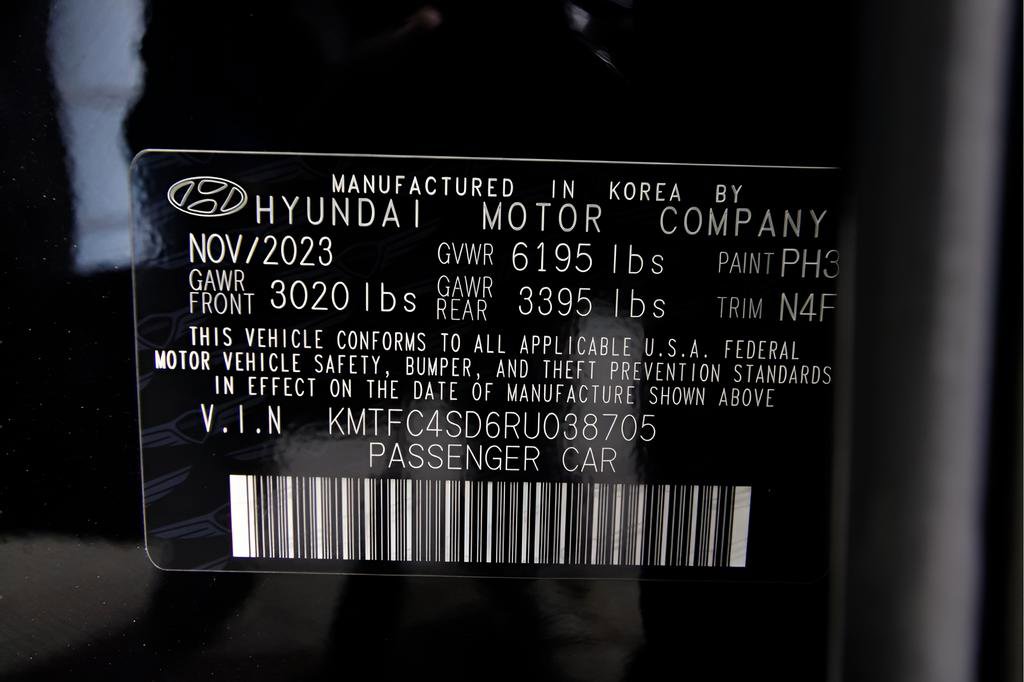 MANUFACTURED IN KOREA BY
HYUNDAI MOTOR COMPANY
NOV/2023 GVWR 6195 lbs PAINT PH3
GAWR FRONT 3020 lbs GAWR REAR 3395 lbs TRIM N4F
THIS VEHICLE CONFORMS TO ALL APPLICABLE U.S.A. FEDERAL
MOTOR VEHICLE SAFETY, BUMPER, AND THEFT PREVENTION STANDARDS
IN EFFECT ON THE DATE OF MANUFACTURE SHOWN ABOVE
V.I.N KMTFC4SD6RU038705
PASSENGER CAR